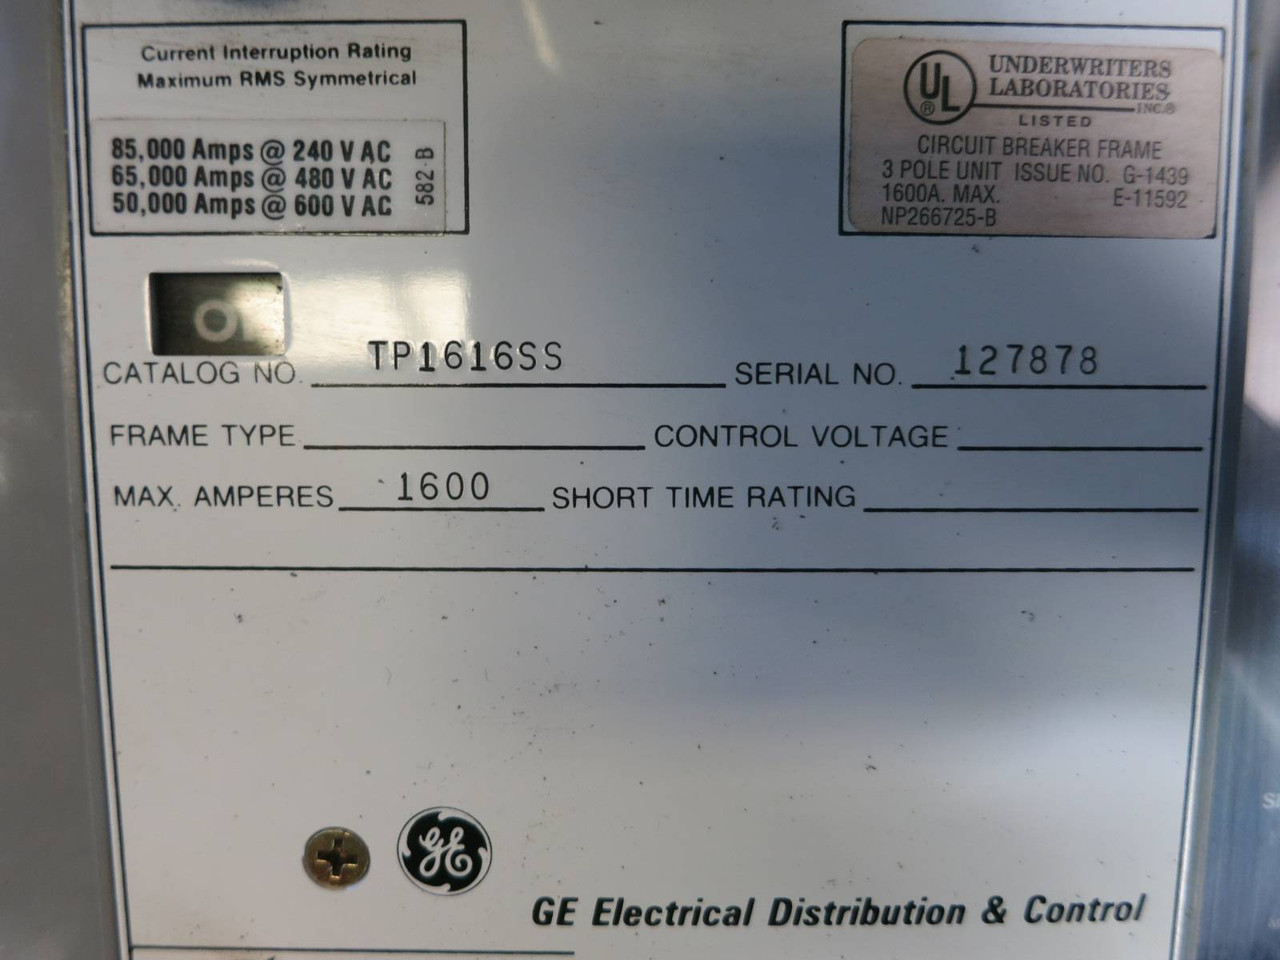 Current Interruption Rating
Maximum RMS Symmetrical
85,000 Amps @ 240 V AC
65,000 Amps @ 480 V AC
50,000 Amps @ 600 V AC
582-B
UL ®
UNDERWRITERS
LABORATORIES
INC.®
LISTED
CIRCUIT BREAKER FRAME
3 POLE UNIT ISSUE NO. G-1439
1600A. MAX. E-11592
NP266725-B
CATALOG NO. TP1616SS SERIAL NO. 127878
FRAME TYPE CONTROL VOLTAGE
MAX. AMPERES 1600 SHORT TIME RATING
GE
GE Electrical Distribution & Control